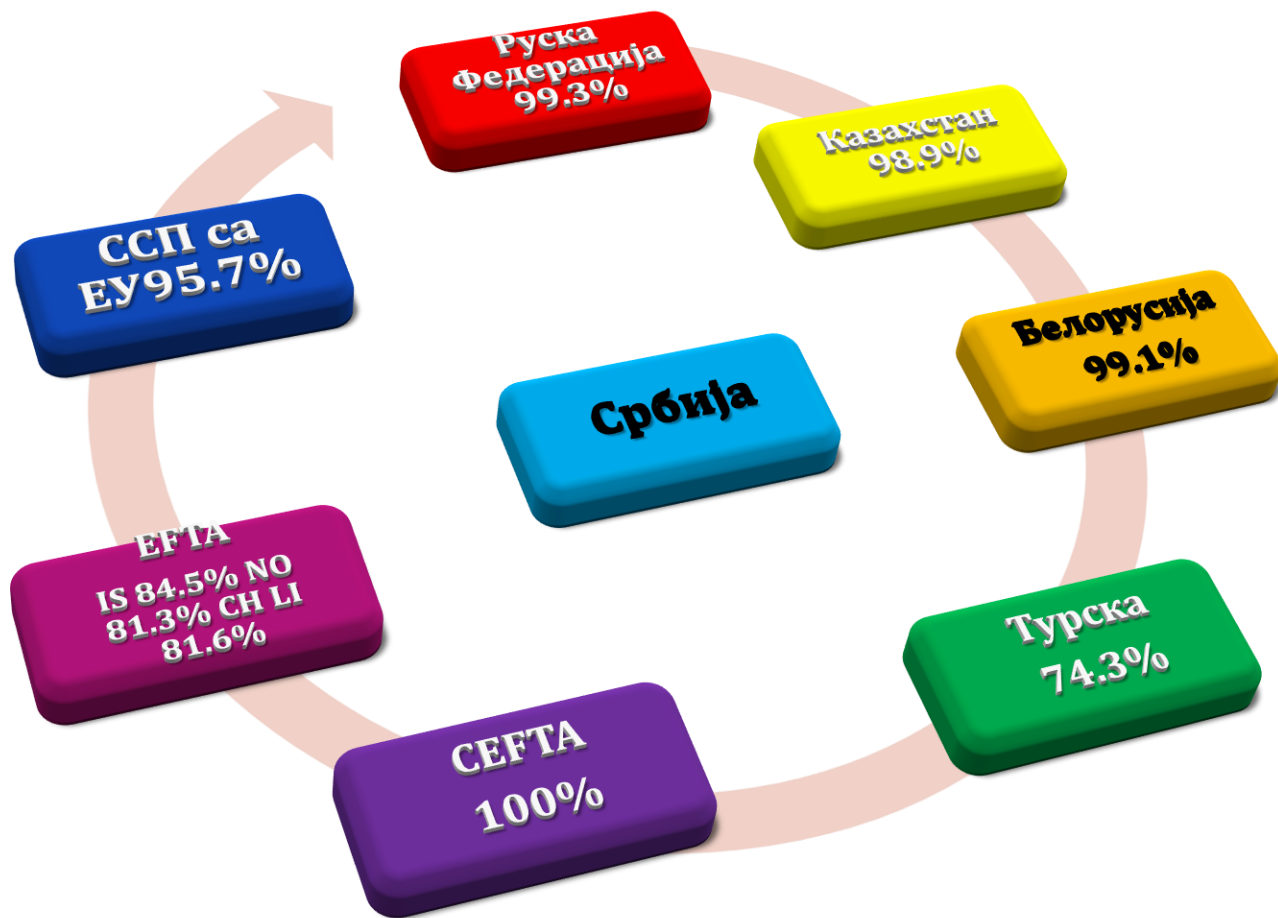 Руска
Федерација
99.3%
Казахстан
98.9%
Белорусија
99.1%
Турска
74.3%
CEFTA
100%
EFTA
IS 84.5% NO
81.3% CH LI
81.6%
ССП са
ЕУ95.7%
Србија